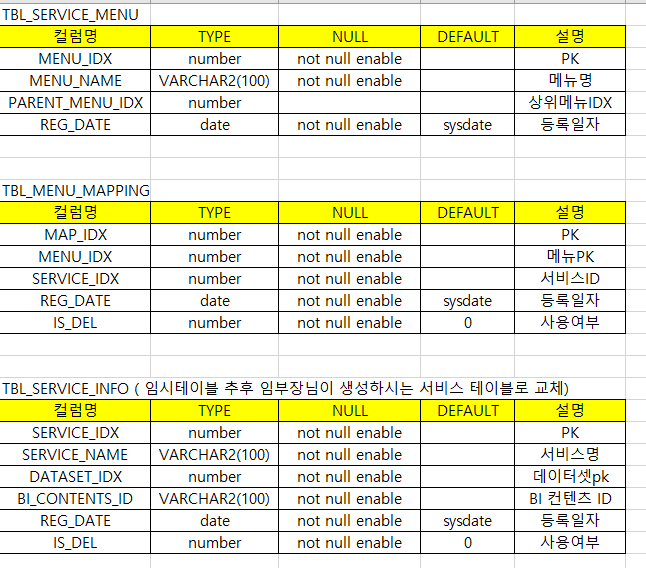 TBL_SERVICE_MENU
컬럼명 TYPE NULL DEFAULT 설명
MENU_IDX number not null enable PK
MENU_NAME VARCHAR2(100) not null enable 메뉴명
PARENT_MENU_IDX number 상위메뉴IDX
REG_DATE date not null enable sysdate 등록일자
TBL_MENU_MAPPING
컬럼명 TYPE NULL DEFAULT 설명
MAP_IDX number not null enable PK
MENU_IDX number not null enable 메뉴PK
SERVICE_IDX number not null enable 서비스ID
REG_DATE date not null enable sysdate 등록일자
IS_DEL number not null enable 0 사용여부
TBL_SERVICE_INFO ( 임시테이블 추후 임부장님이 생성하시는 서비스 테이블로 교체)
컬럼명 TYPE NULL DEFAULT 설명
SERVICE_IDX number not null enable PK
SERVICE_NAME VARCHAR2(100) not null enable 서비스명
DATASET_IDX number not null enable 데이터셋pk
BI_CONTENTS_ID VARCHAR2(100) not null enable BI 컨텐츠 ID
REG_DATE date not null enable sysdate 등록일자
IS_DEL number not null enable 0 사용여부